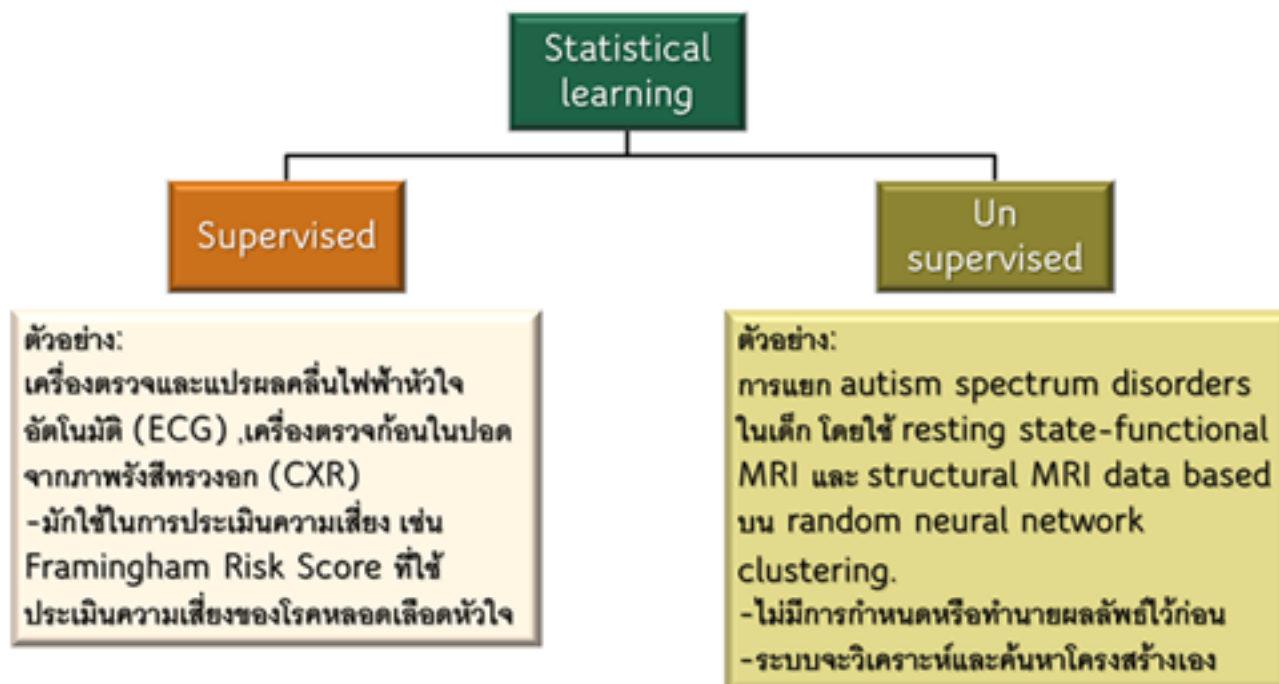 Statistical
learning
Supervised
Un
supervised
ตัวอย่าง:
เครื่องตรวจและแปรผลคลื่นไฟฟ้าหัวใจ
อัตโนมัติ (ECG) ,เครื่องตรวจก้อนในปอด
จากภาพรังสีทรวงอก (CXR)
-มักใช้ในการประเมินความเสี่ยง เช่น
Framingham Risk Score ที่ใช้
ประเมินความเสี่ยงของโรคหลอดเลือดหัวใจ
ตัวอย่าง:
การแยก autism spectrum disorders
ในเด็ก โดยใช้ resting state-functional
MRI และ structural MRI data based
บน random neural network
clustering.
-ไม่มีการกำหนดหรือทำนายผลลัพธ์ไว้ก่อน
-ระบบจะวิเคราะห์และค้นหาโครงสร้างเอง